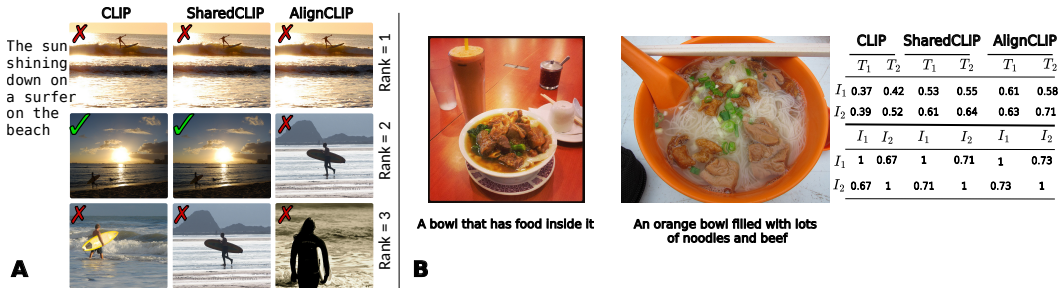 CLIP SharedCLIP AlignCLIP
The sun
shining
down on
a surfer
on the
beach
Rank = 1
Rank = 2
Rank = 3
A
A bowl that has food inside it
An orange bowl filled with lots
of noodles and beef
B
CLIP SharedCLIP AlignCLIP
T1 T2 T1 T2 T1 T2
I1 0.37 0.42 0.53 0.55 0.61 0.58
I2 0.39 0.52 0.61 0.64 0.63 0.71
I1 I2 I1 I2 I1 I2
I1 1 0.67 1 0.71 1 0.73
I2 0.67 1 0.71 1 0.73 1